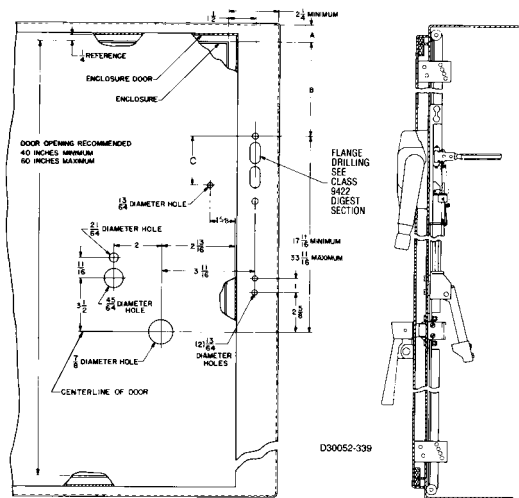 1 1/2
2 1/4 MINIMUM
A
1/4 REFERENCE
ENCLOSURE DOOR
ENCLOSURE
B
DOOR OPENING RECOMMENDED
40 INCHES MINIMUM
60 INCHES MAXIMUM
C
FLANGE
DRILLING
SEE
CLASS
9422
DIGEST
SECTION
13/64 DIAMETER HOLE
15/8
21/64 DIAMETER HOLE
2
2 13/16
17 11/16 MINIMUM
33 11/16 MAXIMUM
11/16
3 11/16
1
3 1/2
45/64 DIAMETER
HOLE
2 5/8
7/8 DIAMETER HOLE
(2) 13/64
DIAMETER
HOLES
CENTERLINE OF DOOR
D30052-339